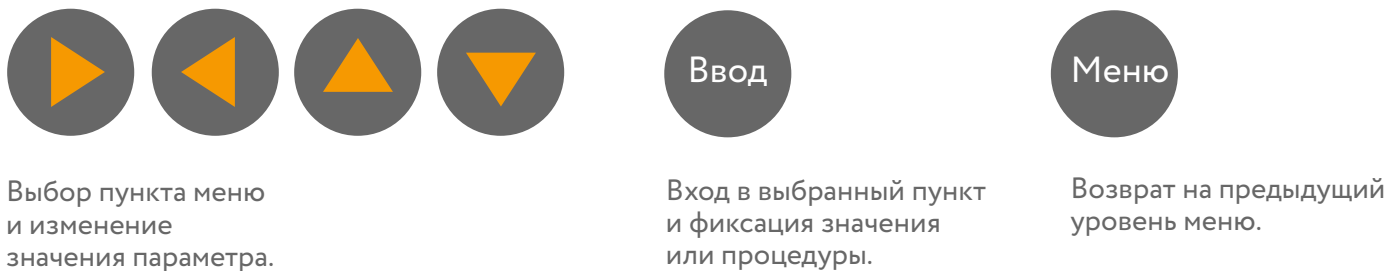 Ввод
Меню
Выбор пункта меню
и изменение
значения параметра.
Вход в выбранный пункт
и фиксация значения
или процедуры.
Возврат на предыдущий
уровень меню.